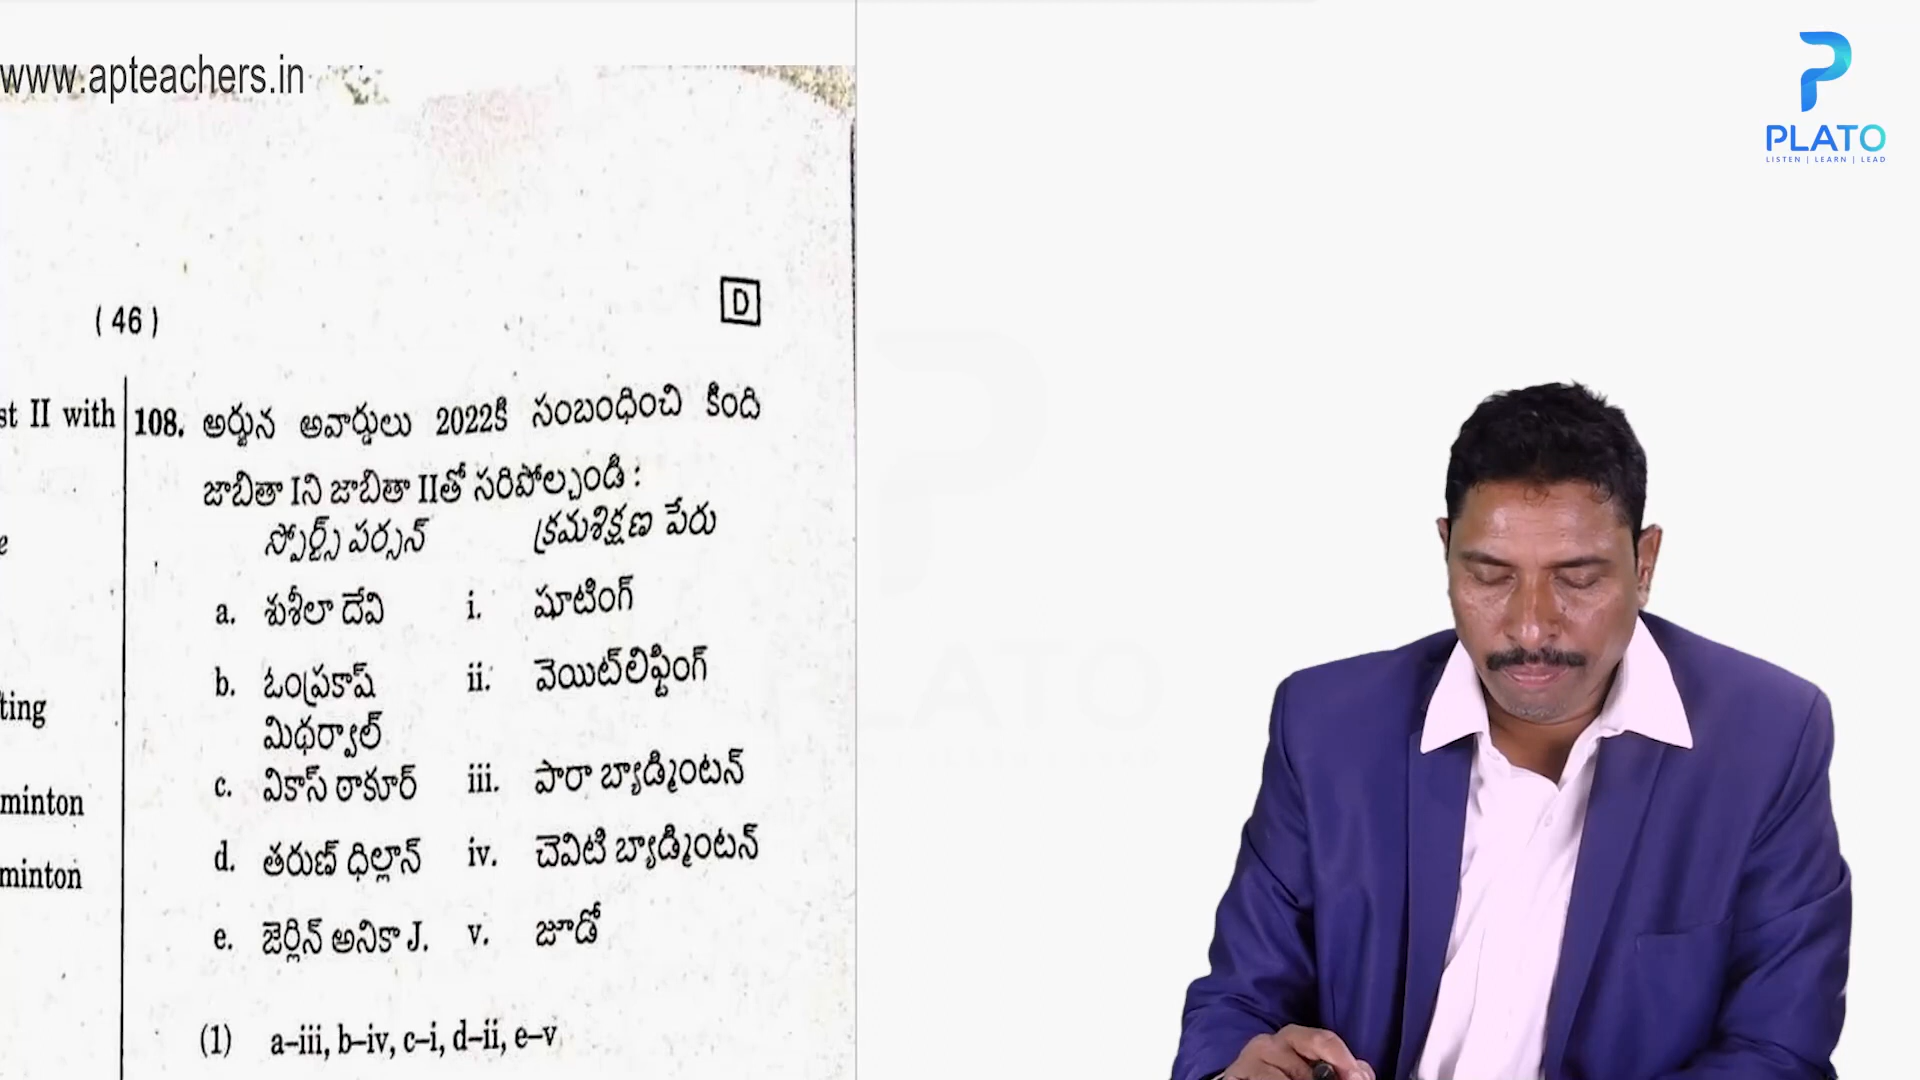 www.apteachers.in
PLATO
LISTEN | LEARN | LEAD
( 46 )
D
st II with
e
ting
minton
minton
108. అర్జున అవార్డులు 2022కి సంబంధించి కింది
జాబితా Iని జాబితా IIతో సరిపోల్చండి :
స్పోర్ట్స్ పర్సన్ క్రమశిక్షణ పేరు
a. శుశీలా దేవి i. షూటింగ్
b. ఓంప్రకాష్ ii. వెయిట్‌లిఫ్టింగ్
మిథర్వాల్
c. వికాస్ ఠాకూర్ iii. పారా బ్యాడ్మింటన్
d. తరుణ్ ధిల్లాన్ iv. చెవిటి బ్యాడ్మింటన్
e. జెర్లిన్ అనికా J. v. జూడో
(1) a–iii, b–iv, c–i, d–ii, e–v